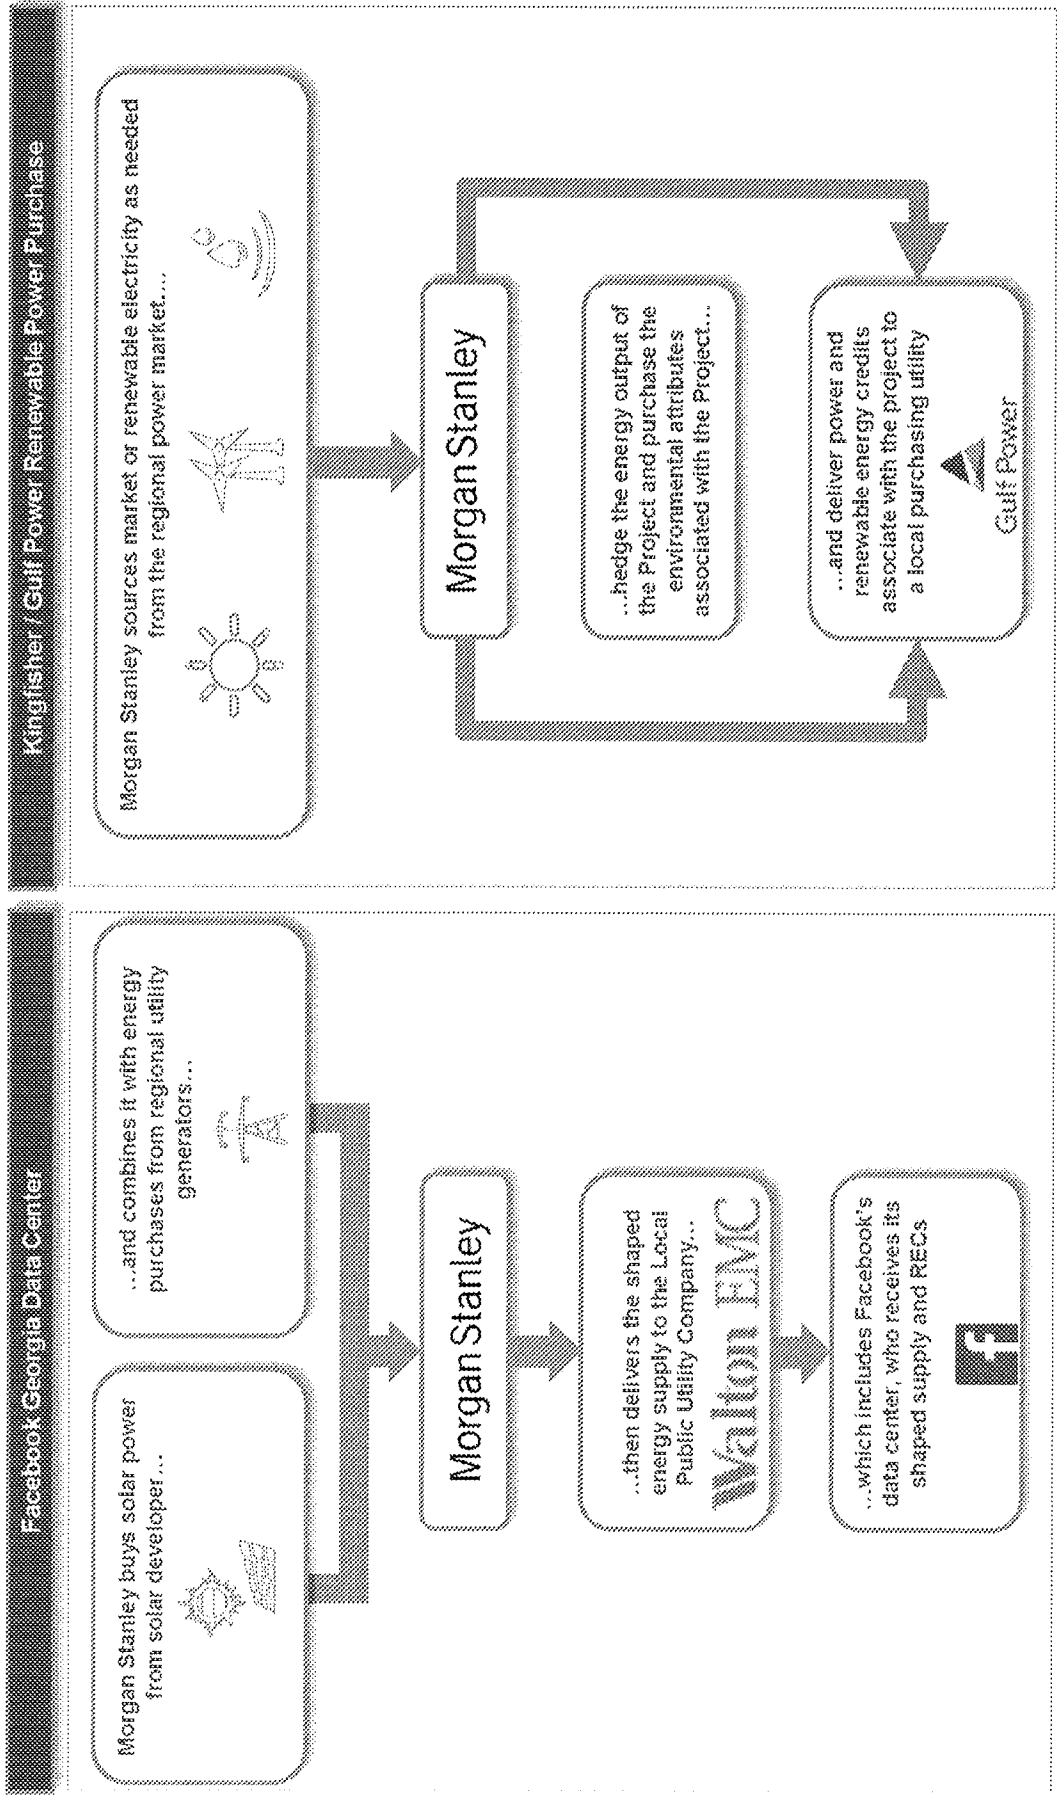 Facebook Georgia Data Center
Morgan Stanley buys solar power
from solar developer...
...and combines it with energy
purchases from regional utility
generators...
Morgan Stanley
...then delivers the shaped
energy supply to the Local
Public Utility Company...
Walton EMC
...which includes Facebook's
data center, who receives its
shaped supply and RECs
f
Kingfisher / Gulf Power Renewable Power Purchase
Morgan Stanley sources market or renewable electricity as needed
from the regional power market....
Morgan Stanley
...hedge the energy output of
the Project and purchase the
environmental attributes
associated with the Project...
...and deliver power and
renewable energy credits
associate with the project to
a local purchasing utility
Gulf Power